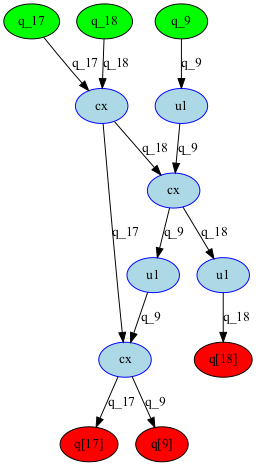 q_17 q_18 q_9
q_17 q_18 q_9
cx u1
q_18 q_9
cx
q_17 q_9 q_18
u1 u1
q_9 q_18
cx q[18]
q_17 q_9
q[17] q[9]